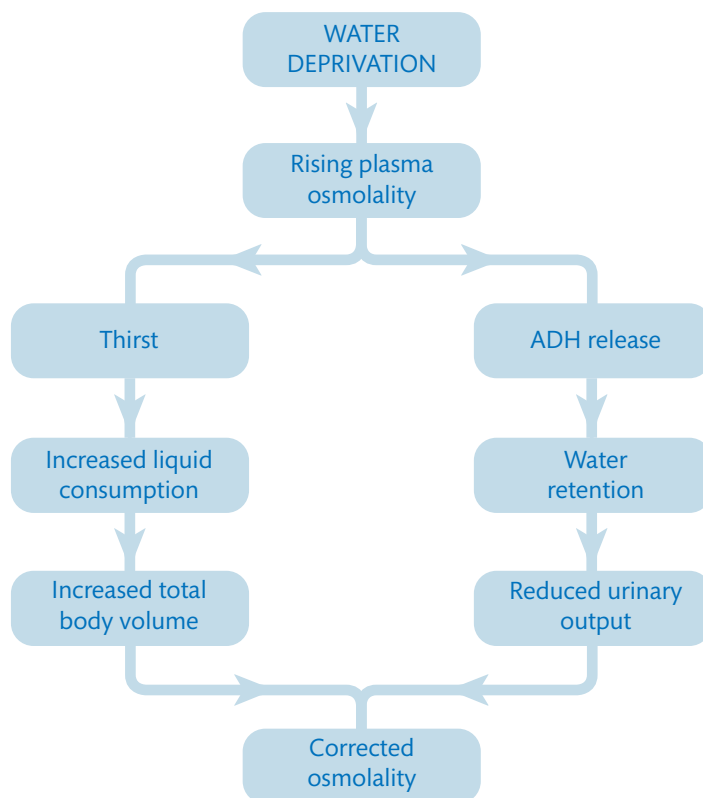 WATER
DEPRIVATION
Rising plasma
osmolality
Thirst
ADH release
Increased liquid
consumption
Water
retention
Increased total
body volume
Reduced urinary
output
Corrected
osmolality